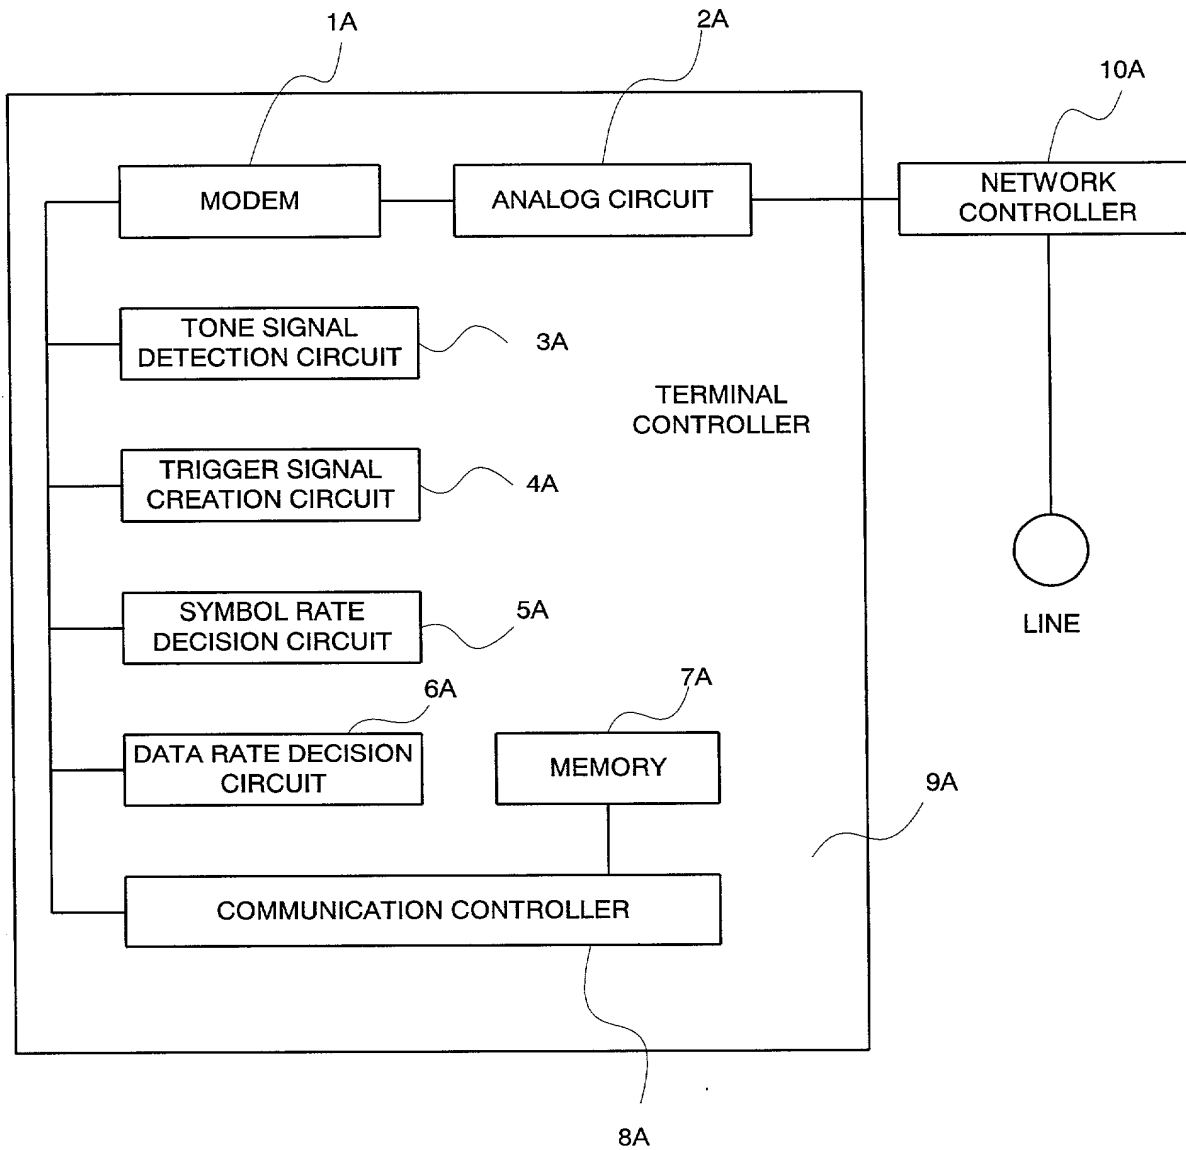 1A
2A
10A
MODEM
ANALOG CIRCUIT
NETWORK
CONTROLLER
TONE SIGNAL
DETECTION CIRCUIT
3A
TERMINAL
CONTROLLER
TRIGGER SIGNAL
CREATION CIRCUIT
4A
SYMBOL RATE
DECISION CIRCUIT
5A
LINE
6A
7A
DATA RATE DECISION
CIRCUIT
MEMORY
9A
COMMUNICATION CONTROLLER
8A